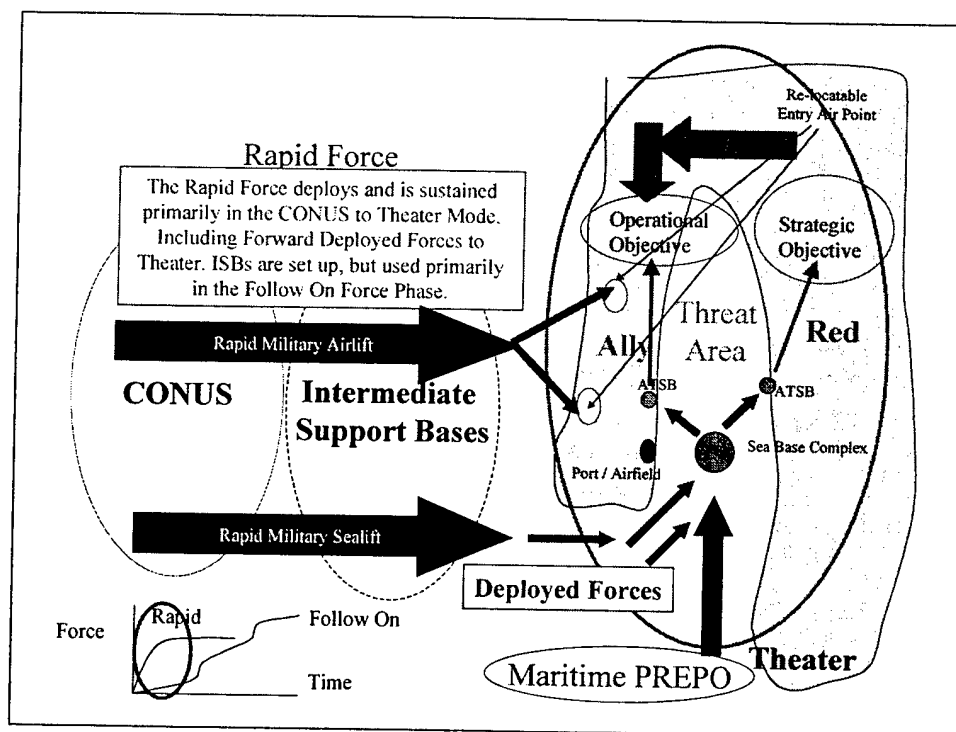 Re-locatable
Entry Air Point
Rapid Force
The Rapid Force deploys and is sustained
primarily in the CONUS to Theater Mode.
Including Forward Deployed Forces to
Theater. ISBs are set up, but used primarily
in the Follow On Force Phase.
Operational
Objective
Strategic
Objective
Rapid Military Airlift
Ally
Threat
Area
Red
CONUS
Intermediate
Support Bases
ATSB
ATSB
Port / Airfield
Sea Base Complex
Rapid Military Sealift
Deployed Forces
Force
Rapid
Follow On
Time
Maritime PREPO
Theater